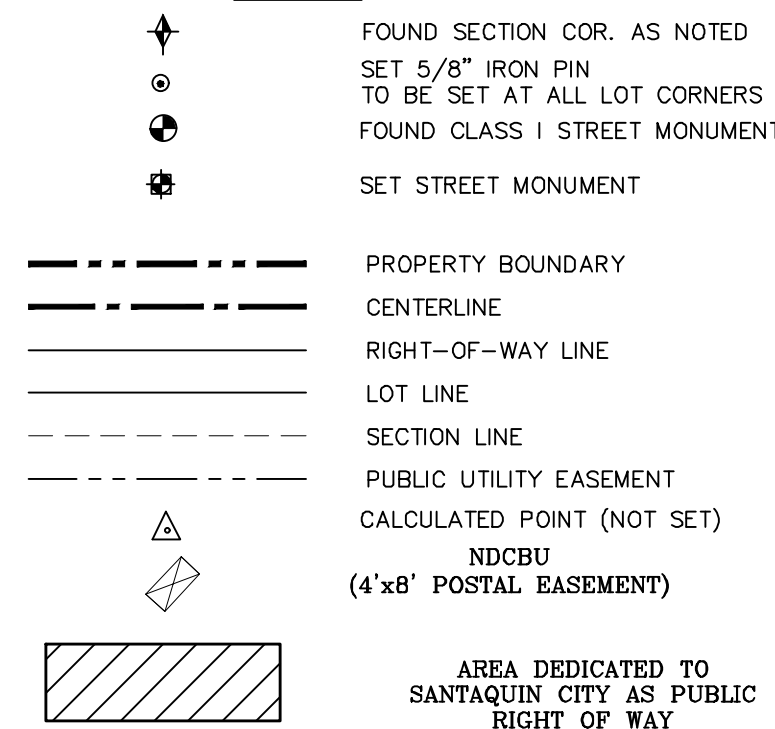 FOUND SECTION COR. AS NOTED
SET 5/8" IRON PIN
TO BE SET AT ALL LOT CORNERS
FOUND CLASS I STREET MONUMENT
SET STREET MONUMENT
PROPERTY BOUNDARY
CENTERLINE
RIGHT-OF-WAY LINE
LOT LINE
SECTION LINE
PUBLIC UTILITY EASEMENT
CALCULATED POINT (NOT SET)
NDCBU
(4'x8' POSTAL EASEMENT)
AREA DEDICATED TO
SANTAQUIN CITY AS PUBLIC
RIGHT OF WAY